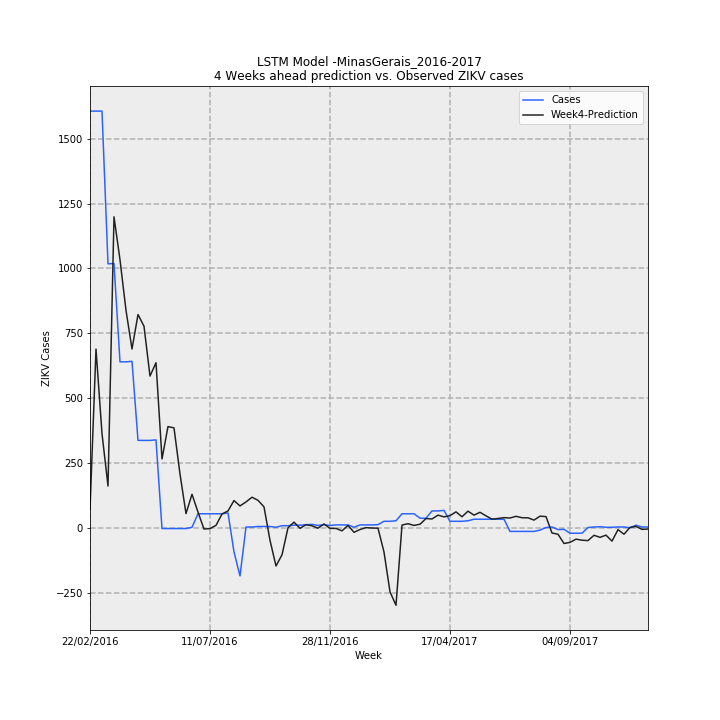 LSTM Model -MinasGerais_2016-2017
4 Weeks ahead prediction vs. Observed ZIKV cases
Cases
Week4-Prediction
1500
1250
1000
750
500
250
0
−250
ZIKV Cases
22/02/2016
11/07/2016
28/11/2016
17/04/2017
04/09/2017
Week